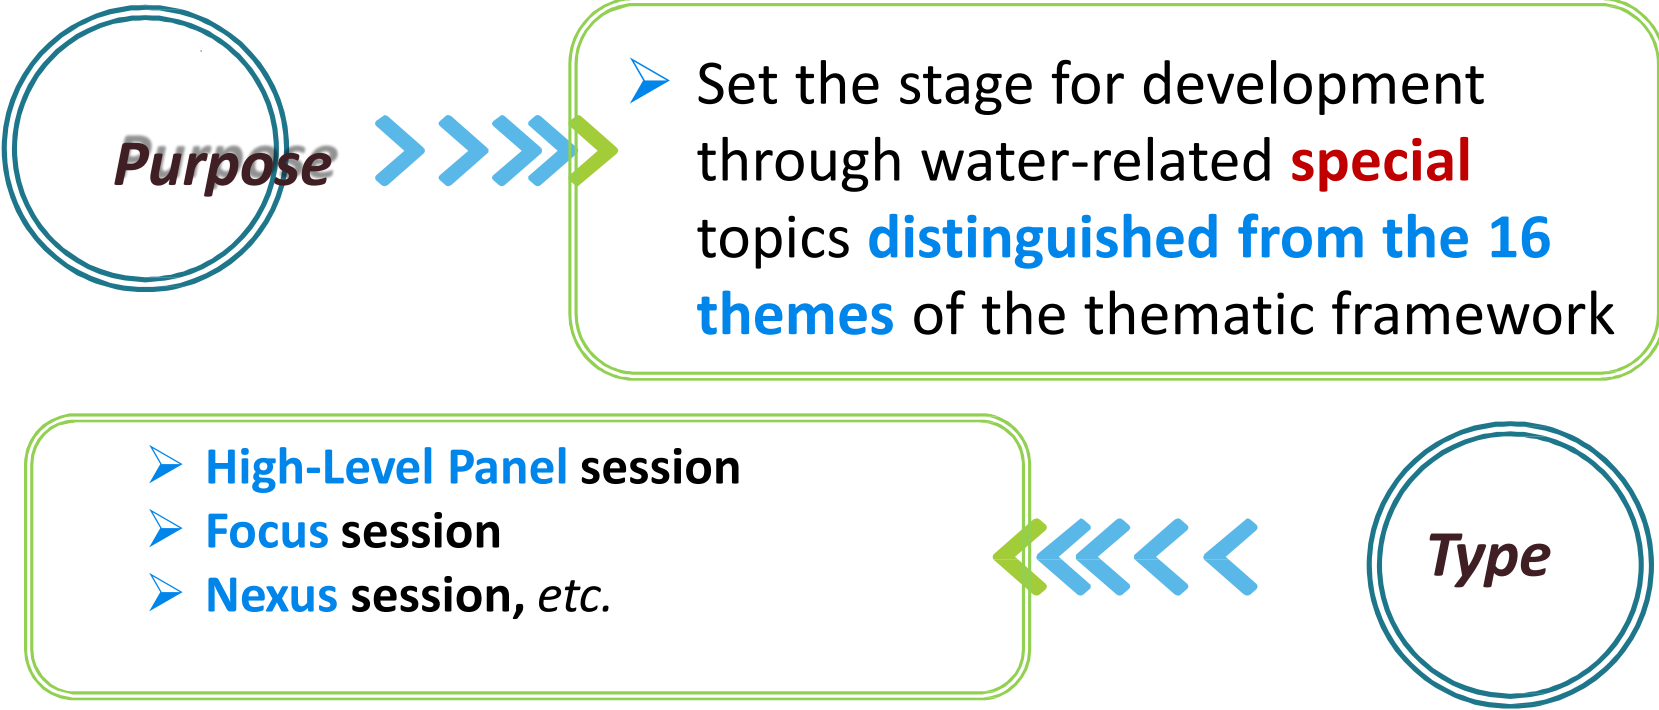 Purpose
Set the stage for development
through water-related special
topics distinguished from the 16
themes of the thematic framework
High-Level Panel session
Focus session
Nexus session, etc.
Type